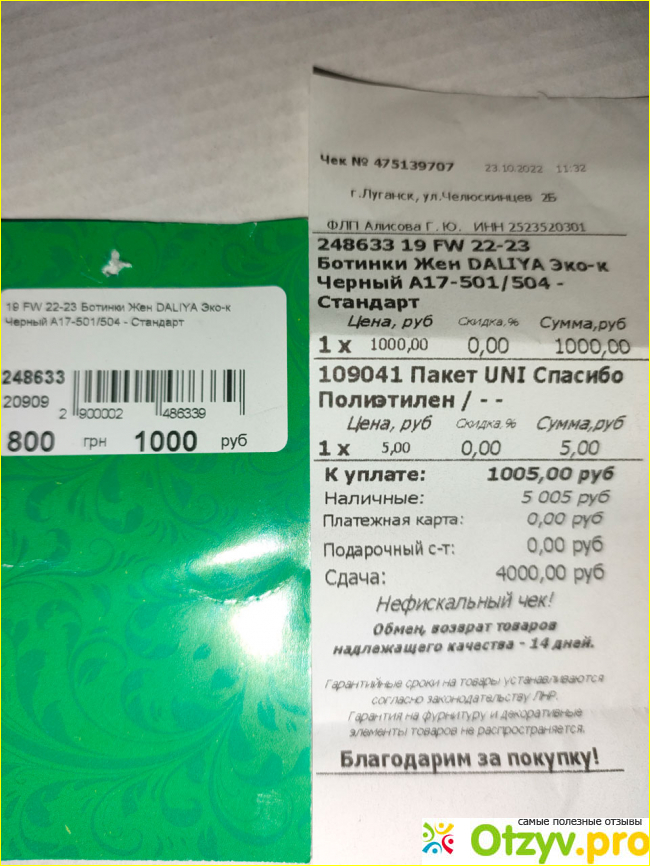 19 FW 22-23 Ботинки Жен DALIYA Эко-к
Черный А17-501/504 - Стандарт
248633
20909
2 900002 486339
800 грн 1000 руб
Чек № 475139707 23.10.2022 11:32
г.Луганск, ул.Челюскинцев 2Б
ФЛП Алисова Г.Ю. ИНН 2523520301
248633 19 FW 22-23
Ботинки Жен DALIYA Эко-к
Черный А17-501/504 -
Стандарт
Цена, руб Скидка,% Сумма,руб
1 x 1000,00 0,00 1000,00
109041 Пакет UNI Спасибо
Полиэтилен / - -
Цена, руб Скидка,% Сумма,руб
1 x 5,00 0,00 5,00
К уплате: 1005,00 руб
Наличные: 5 005 руб
Платежная карта: 0,00 руб
Подарочный с-т: 0,00 руб
Сдача: 4000,00 руб
Нефискальный чек!
Обмен, возврат товаров
надлежащего качества - 14 дней.
Гарантийные сроки на товары устанавливаются
согласно законодательству ЛНР.
Гарантия на фурнитуру и декоративные
элементы товаров не распространяется.
Благодарим за покупку!
самые полезные отзывы
Otzyv.pro